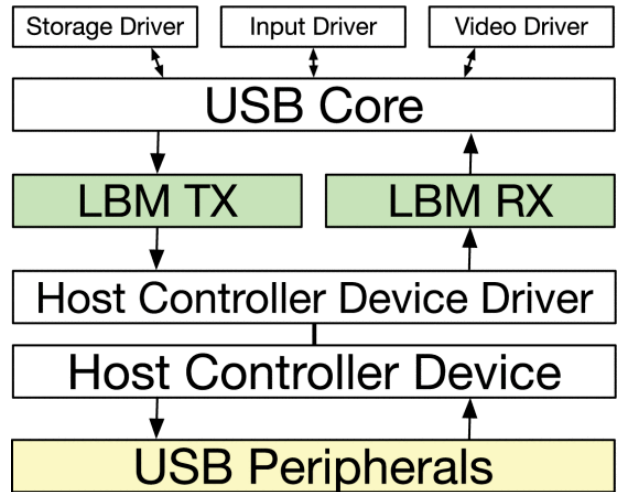 Storage Driver
Input Driver
Video Driver
USB Core
LBM TX
LBM RX
Host Controller Device Driver
Host Controller Device
USB Peripherals